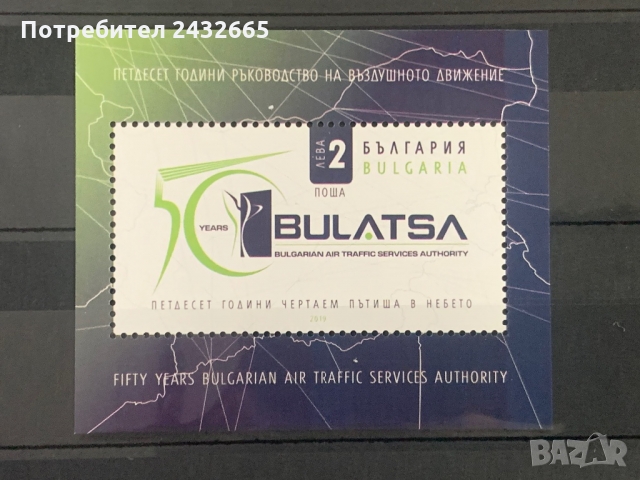 Потребител 2432665
ПЕТДЕСЕТ ГОДИНИ РЪКОВОДСТВО НА ВЪЗДУШНОТО ДВИЖЕНИЕ
ЛЕВА 2
ПОЩА
БЪЛГАРИЯ
BULGARIA
50
YEARS
BULATSA
BULGARIAN AIR TRAFFIC SERVICES AUTHORITY
ПЕТДЕСЕТ ГОДИНИ ЧЕРТАЕМ ПЪТИЩА В НЕБЕТО
2019
FIFTY YEARS BULGARIAN AIR TRAFFIC SERVICES AUTHORITY
BAZAR